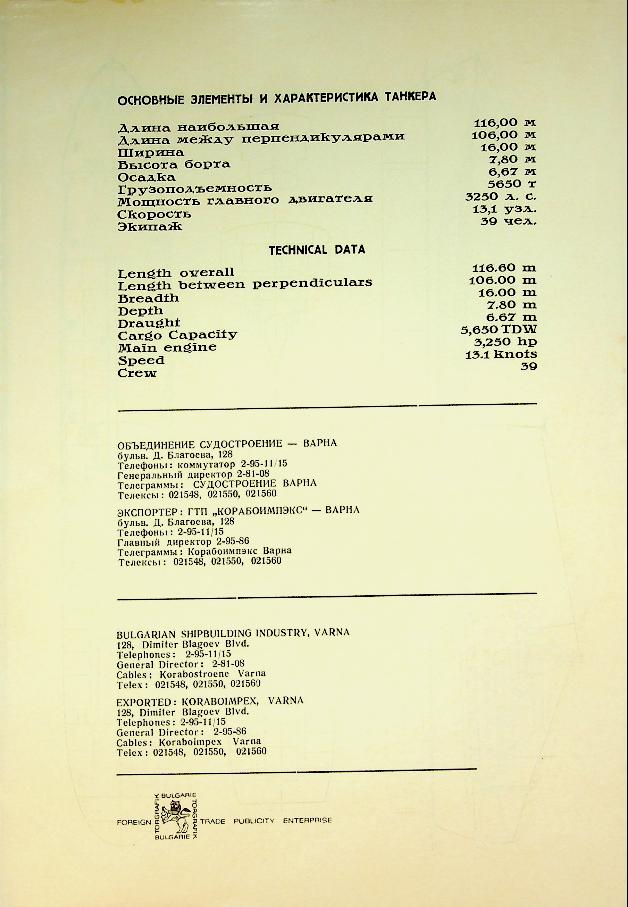 ОСНОВНЫЕ ЭЛЕМЕНТЫ И ХАРАКТЕРИСТИКА ТАНКЕРА
Длина наибольшая 116,00 м
Длина между перпендикулярами 106,00 м
Ширина 16,00 м
Высота борта 7,80 м
Осадка 6,67 м
Грузоподъемность 5650 т
Мощность главного двигателя 3250 л. с.
Скорость 13,1 узл.
Экипаж 39 чел.
TECHNICAL DATA
Length overall 116.60 m
Length between perpendiculars 106.00 m
Breadth 16.00 m
Depth 7.80 m
Draught 6.67 m
Cargo Capacity 5,650 TDW
Main engine 3,250 hp
Speed 13.1 knots
Crew 39
ОБЪЕДИНЕНИЕ СУДОСТРОЕНИЕ — ВАРНА
бульв. Д. Благоева, 128
Телефоны: коммутатор 2-95-11/15
Генеральный директор 2-81-08
Телеграммы: СУДОСТРОЕНИЕ ВАРНА
Телексы: 021548, 021550, 021560
ЭКСПОРТЕР: ГТП „КОРАБОИМПЭКС“ — ВАРНА
бульв. Д. Благоева, 128
Телефоны: 2-95-11/15
Главный директор 2-95-86
Телеграммы: Корабоимпэкс Варна
Телексы: 021548, 021550, 021560
BULGARIAN SHIPBUILDING INDUSTRY, VARNA
128, Dimiter Blagoev Blvd.
Telephones: 2-95-11/15
General Director: 2-81-08
Cables: Korabostroene Varna
Telex: 021548, 021550, 021560
EXPORTED: KORABOIMPEX, VARNA
128, Dimiter Blagoev Blvd.
Telephones: 2-95-11/15
General Director: 2-95-86
Cables: Koraboimpex Varna
Telex: 021548, 021550, 021560
BULGARIE
FOREIGN TRADE PUBLICITY ENTERPRISE
BULGARIE